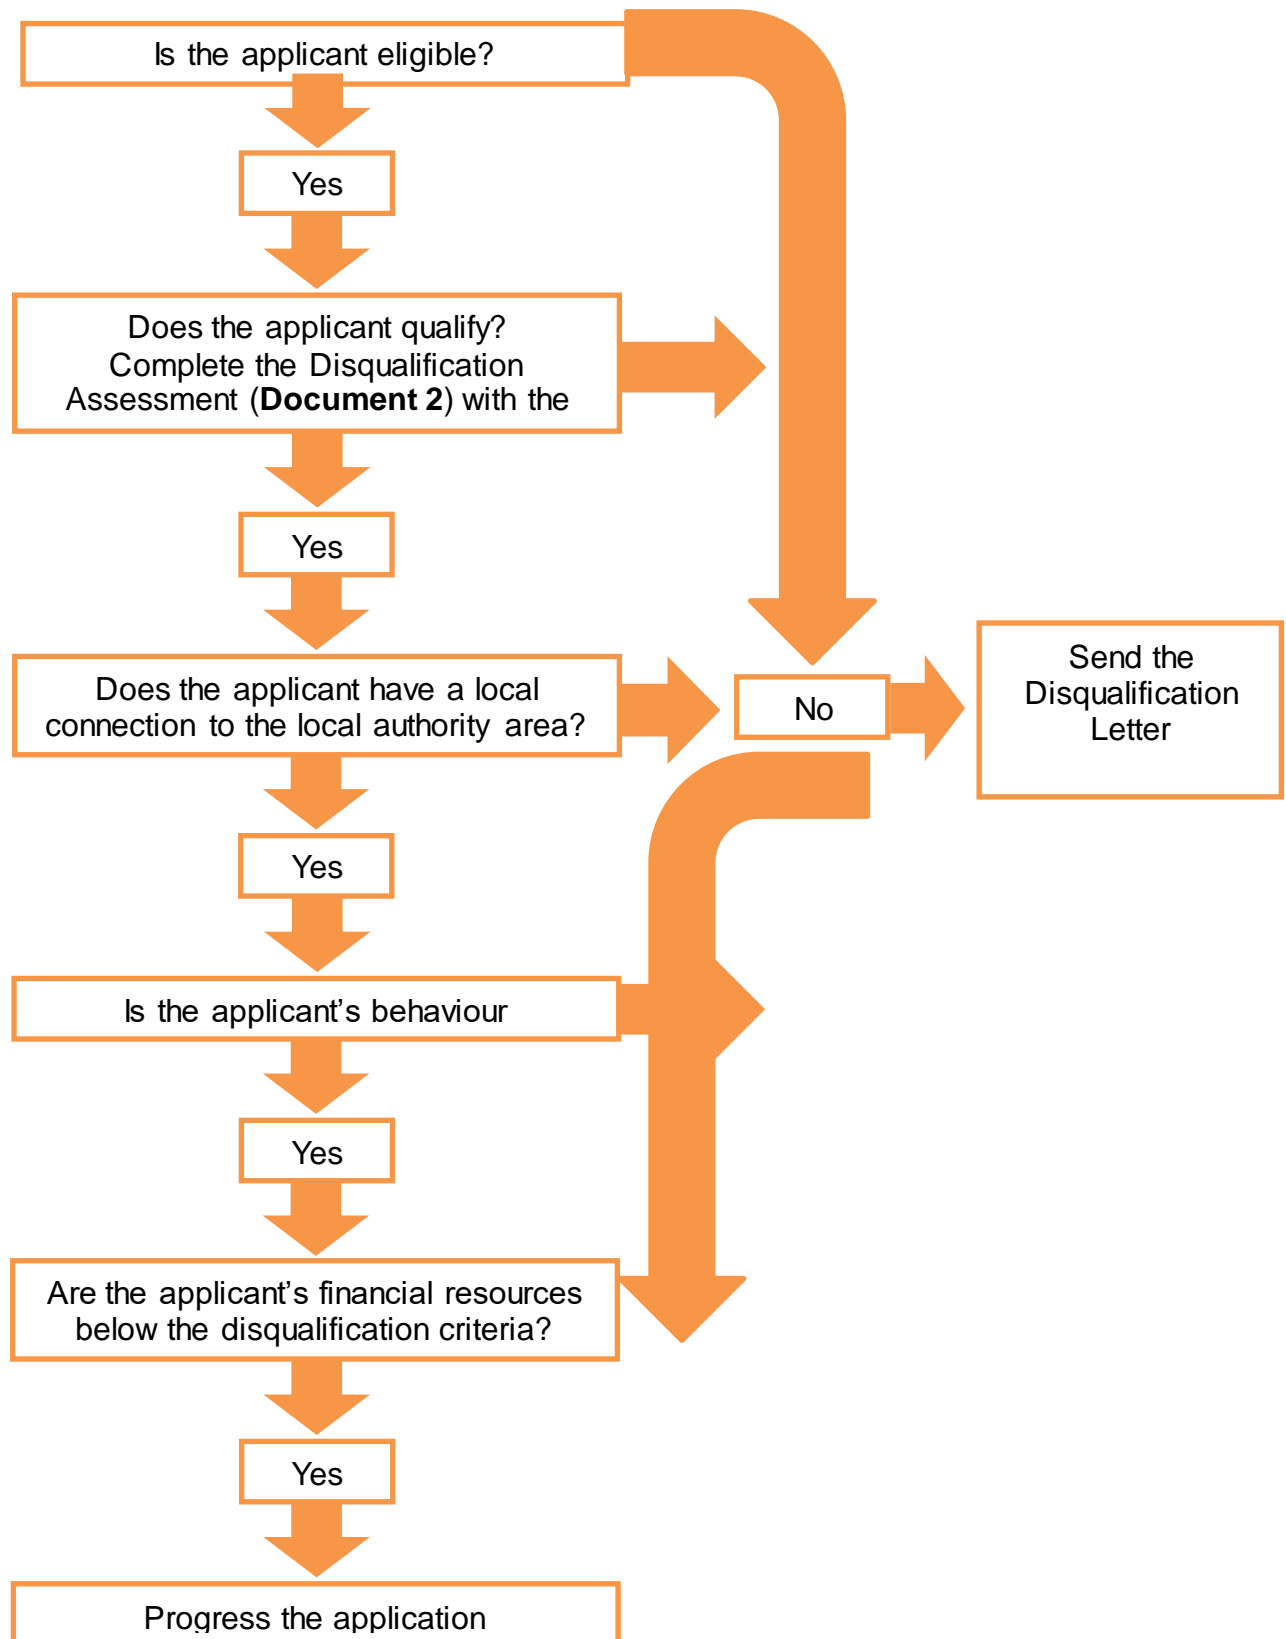 Is the applicant eligible?
Yes
Does the applicant qualify?
Complete the Disqualification
Assessment (Document 2) with the
Yes
Does the applicant have a local
connection to the local authority area?
No
Send the
Disqualification
Letter
Yes
Is the applicant’s behaviour
Yes
Are the applicant’s financial resources
below the disqualification criteria?
Yes
Progress the application